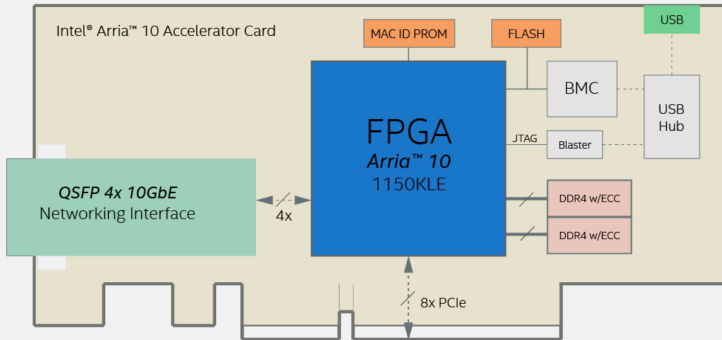 Intel® Arria™ 10 Accelerator Card
MAC ID PROM
FLASH
USB
BMC
USB
Hub
FPGA
Arria™ 10
1150KLE
JTAG
Blaster
QSFP 4x 10GbE
Networking Interface
4x
DDR4 w/ECC
DDR4 w/ECC
8x PCIe